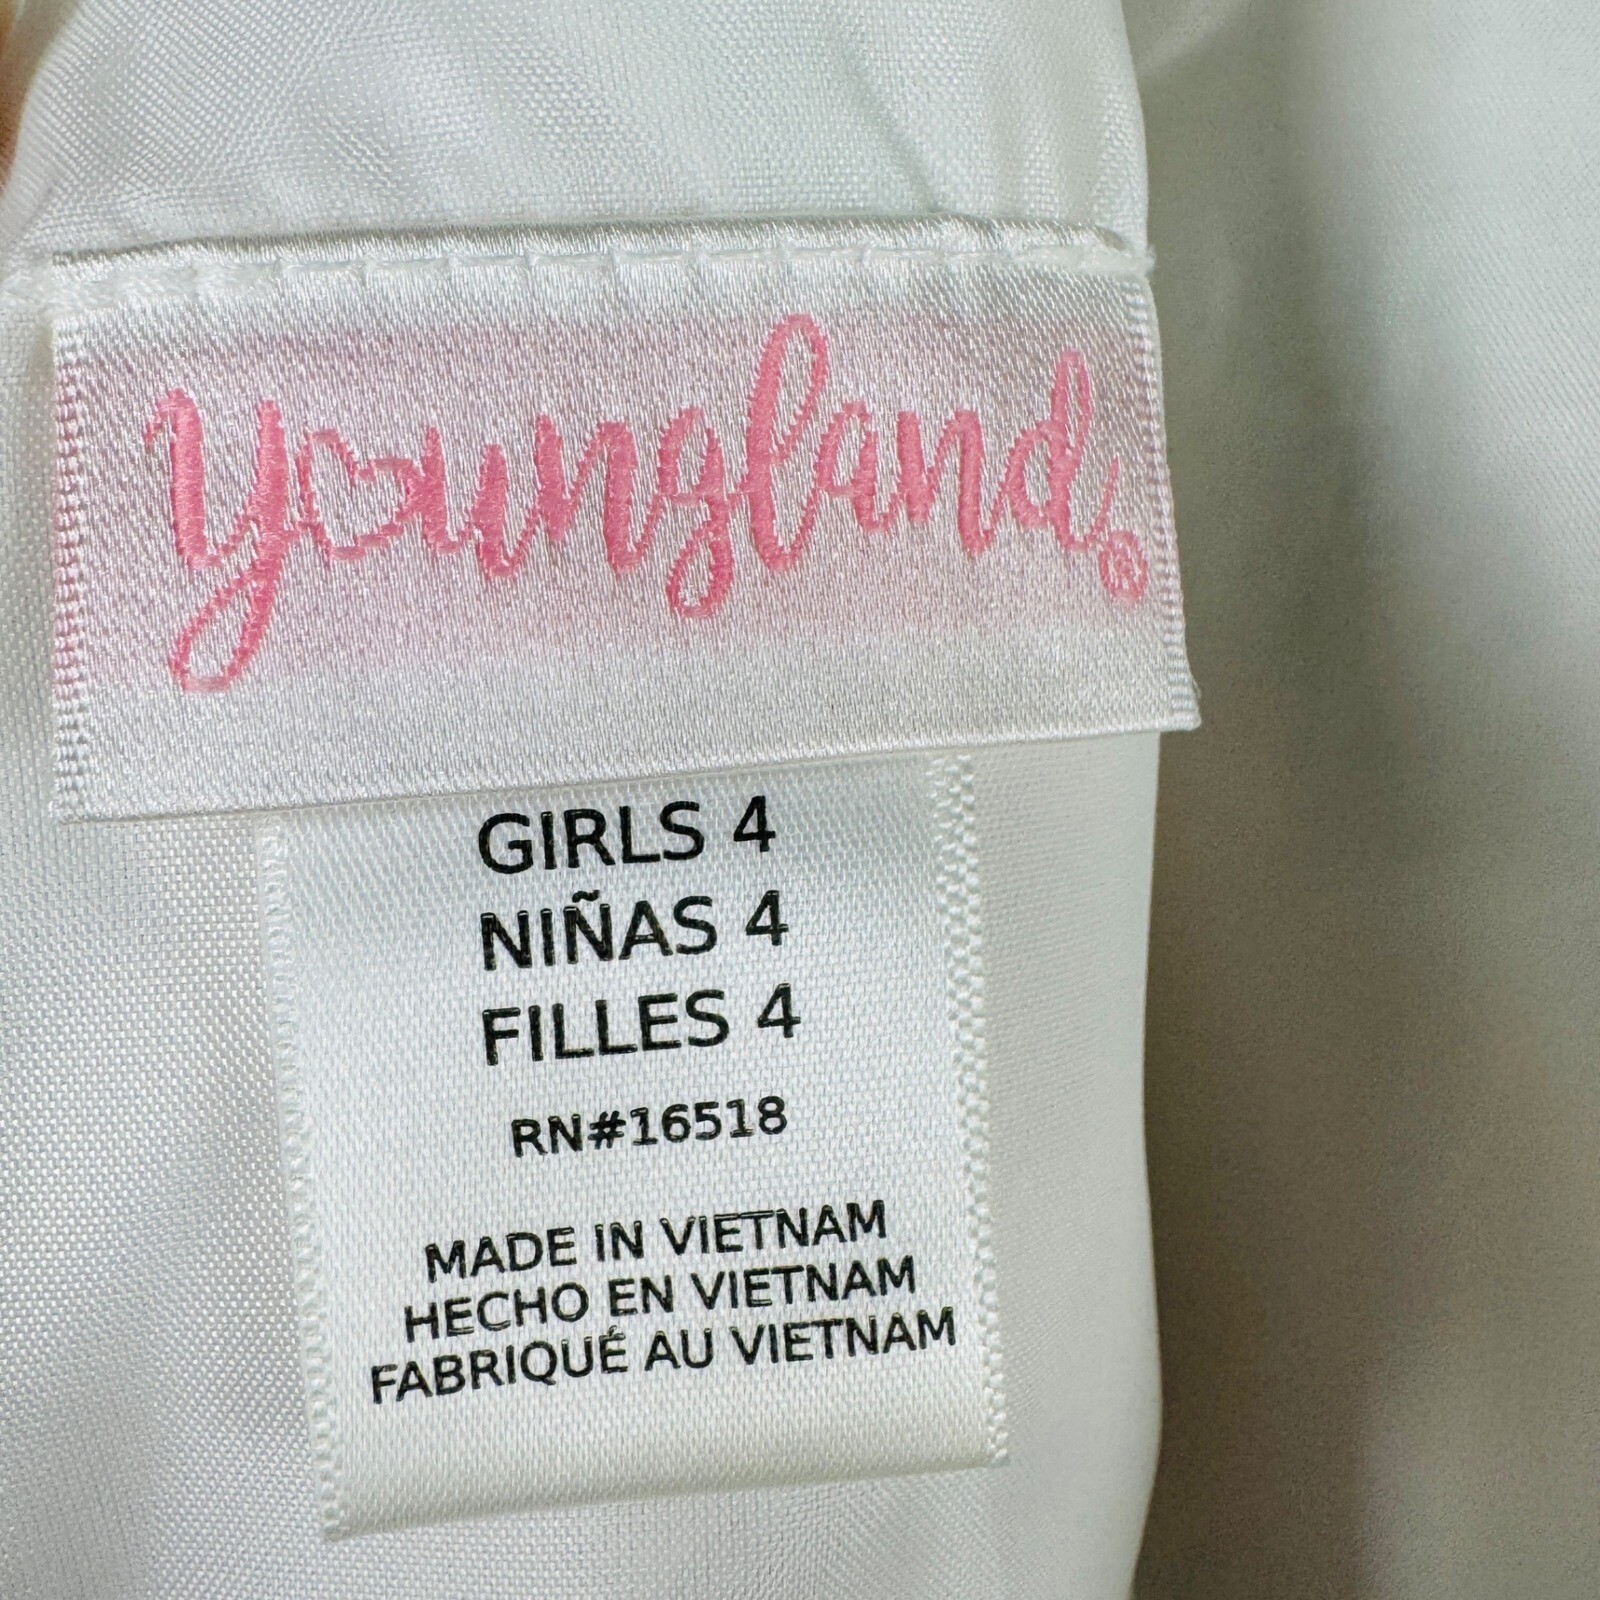 youngland®
GIRLS 4
NIÑAS 4
FILLES 4
RN#16518
MADE IN VIETNAM
HECHO EN VIETNAM
FABRIQUÉ AU VIETNAM